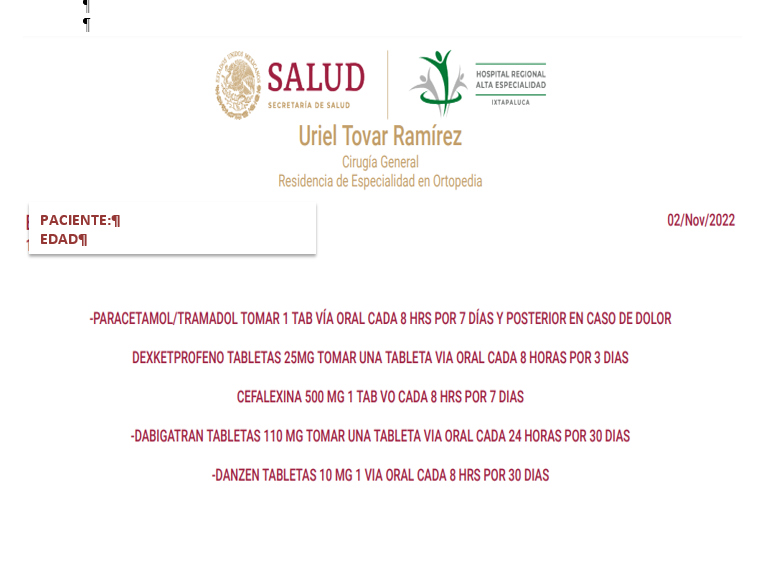 ¶
¶
SALUD
SECRETARÍA DE SALUD
HOSPITAL REGIONAL
ALTA ESPECIALIDAD
IXTAPALUCA
Uriel Tovar Ramírez
Cirugía General
Residencia de Especialidad en Ortopedia
PACIENTE:¶
EDAD¶
02/Nov/2022
-PARACETAMOL/TRAMADOL TOMAR 1 TAB VÍA ORAL CADA 8 HRS POR 7 DÍAS Y POSTERIOR EN CASO DE DOLOR
DEXKETPROFENO TABLETAS 25MG TOMAR UNA TABLETA VIA ORAL CADA 8 HORAS POR 3 DIAS
CEFALEXINA 500 MG 1 TAB VO CADA 8 HRS POR 7 DIAS
-DABIGATRAN TABLETAS 110 MG TOMAR UNA TABLETA VIA ORAL CADA 24 HORAS POR 30 DIAS
-DANZEN TABLETAS 10 MG 1 VIA ORAL CADA 8 HRS POR 30 DIAS